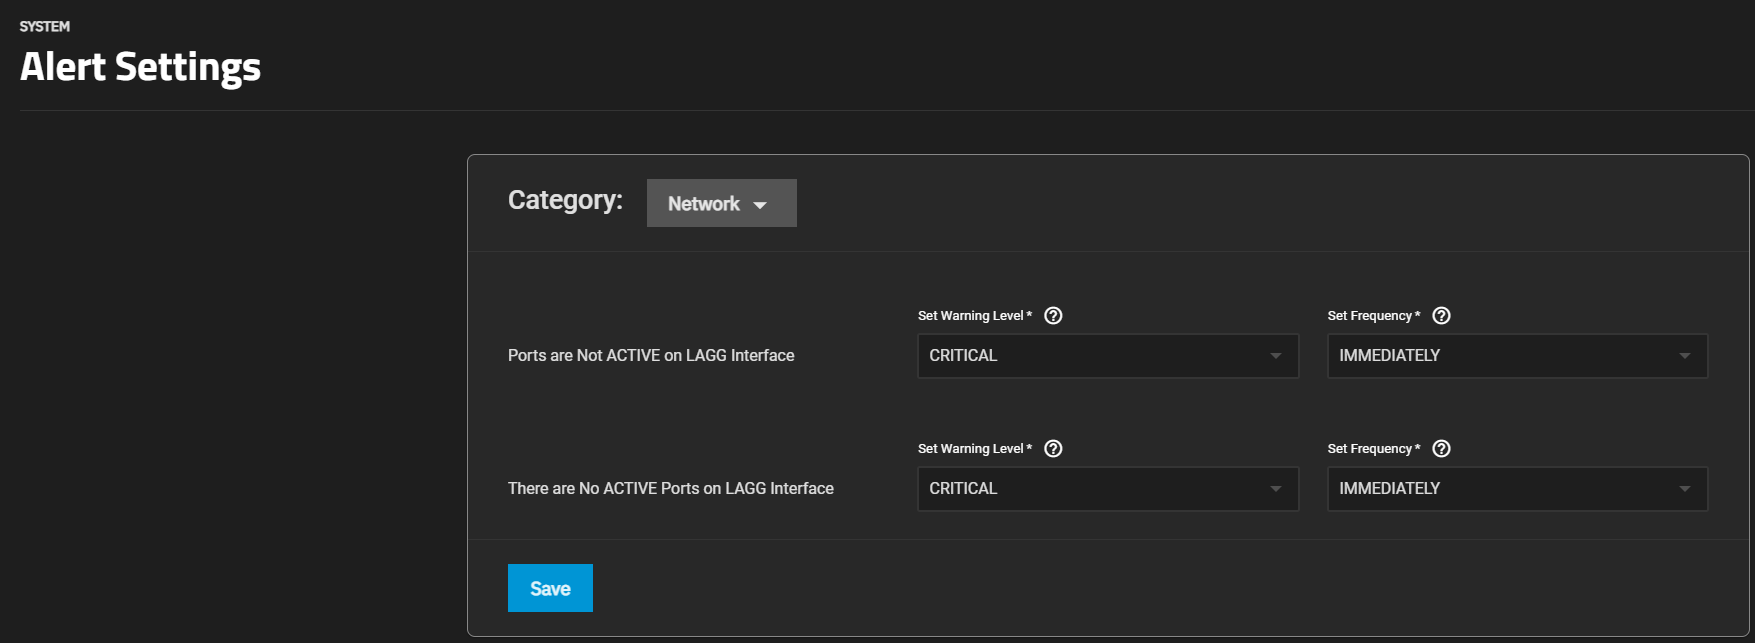 SYSTEM
Alert Settings
Category: Network
Set Warning Level * Set Frequency *
Ports are Not ACTIVE on LAGG Interface CRITICAL IMMEDIATELY
Set Warning Level * Set Frequency *
There are No ACTIVE Ports on LAGG Interface CRITICAL IMMEDIATELY
Save